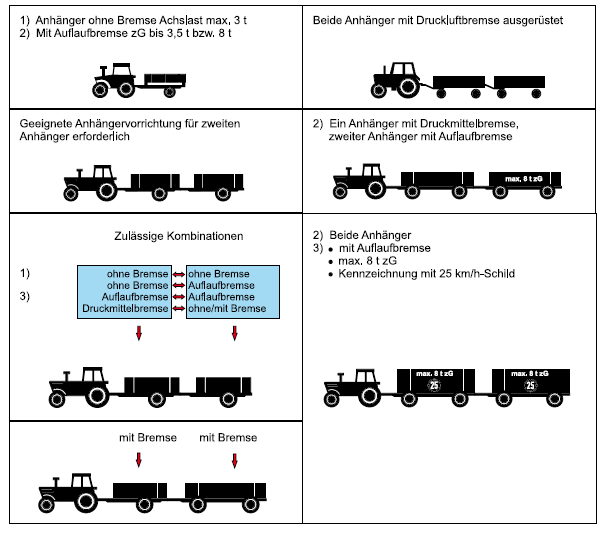 1) Anhänger ohne Bremse Achslast max, 3 t
2) Mit Auflaufbremse zG bis 3,5 t bzw. 8 t
Beide Anhänger mit Druckluftbremse ausgerüstet
Geeignete Anhängervorrichtung für zweiten
Anhänger erforderlich
2) Ein Anhänger mit Druckmittelbremse,
zweiter Anhänger mit Auflaufbremse
max. 8 t zG
Zulässige Kombinationen
1) ohne Bremse ohne Bremse
ohne Bremse Auflaufbremse
3) Auflaufbremse Auflaufbremse
Druckmittelbremse ohne/mit Bremse
2) Beide Anhänger
3) • mit Auflaufbremse
• max. 8 t zG
• Kennzeichnung mit 25 km/h-Schild
max. 8 t zG max. 8 t zG
25 25
mit Bremse mit Bremse